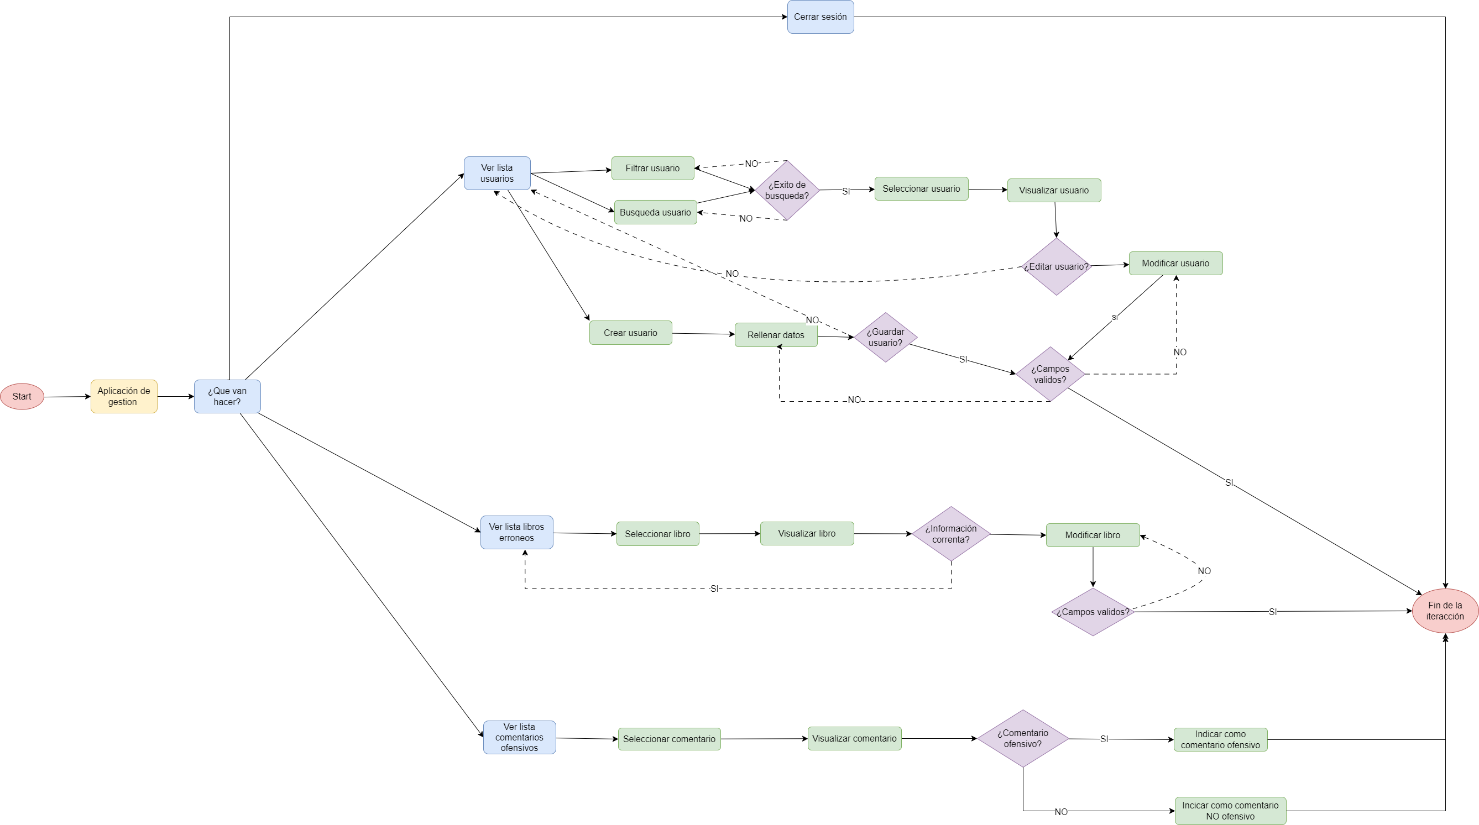 Cerrar sesión
Ver lista
usuarios
Filtrar usuario
NO
¿Exito de
busqueda?
SI
Seleccionar usuario
Visualizar usuario
Busqueda usuario
NO
¿Editar usuario?
Modificar usuario
NO
Crear usuario
Rellenar datos
NO
¿Guardar
usuario?
SI
si
¿Campos
validos?
NO
NO
SI
Start
Aplicación de
gestion
¿Que van
hacer?
Ver lista libros
erroneos
Seleccionar libro
Visualizar libro
¿Información
correnta?
Modificar libro
NO
SI
¿Campos validos?
SI
Fin de la
iteracción
Ver lista
comentarios
ofensivos
Seleccionar comentario
Visualizar comentario
¿Comentario
ofensivo?
SI
Indicar como
comentario ofensivo
NO
Incicar como comentario
NO ofensivo